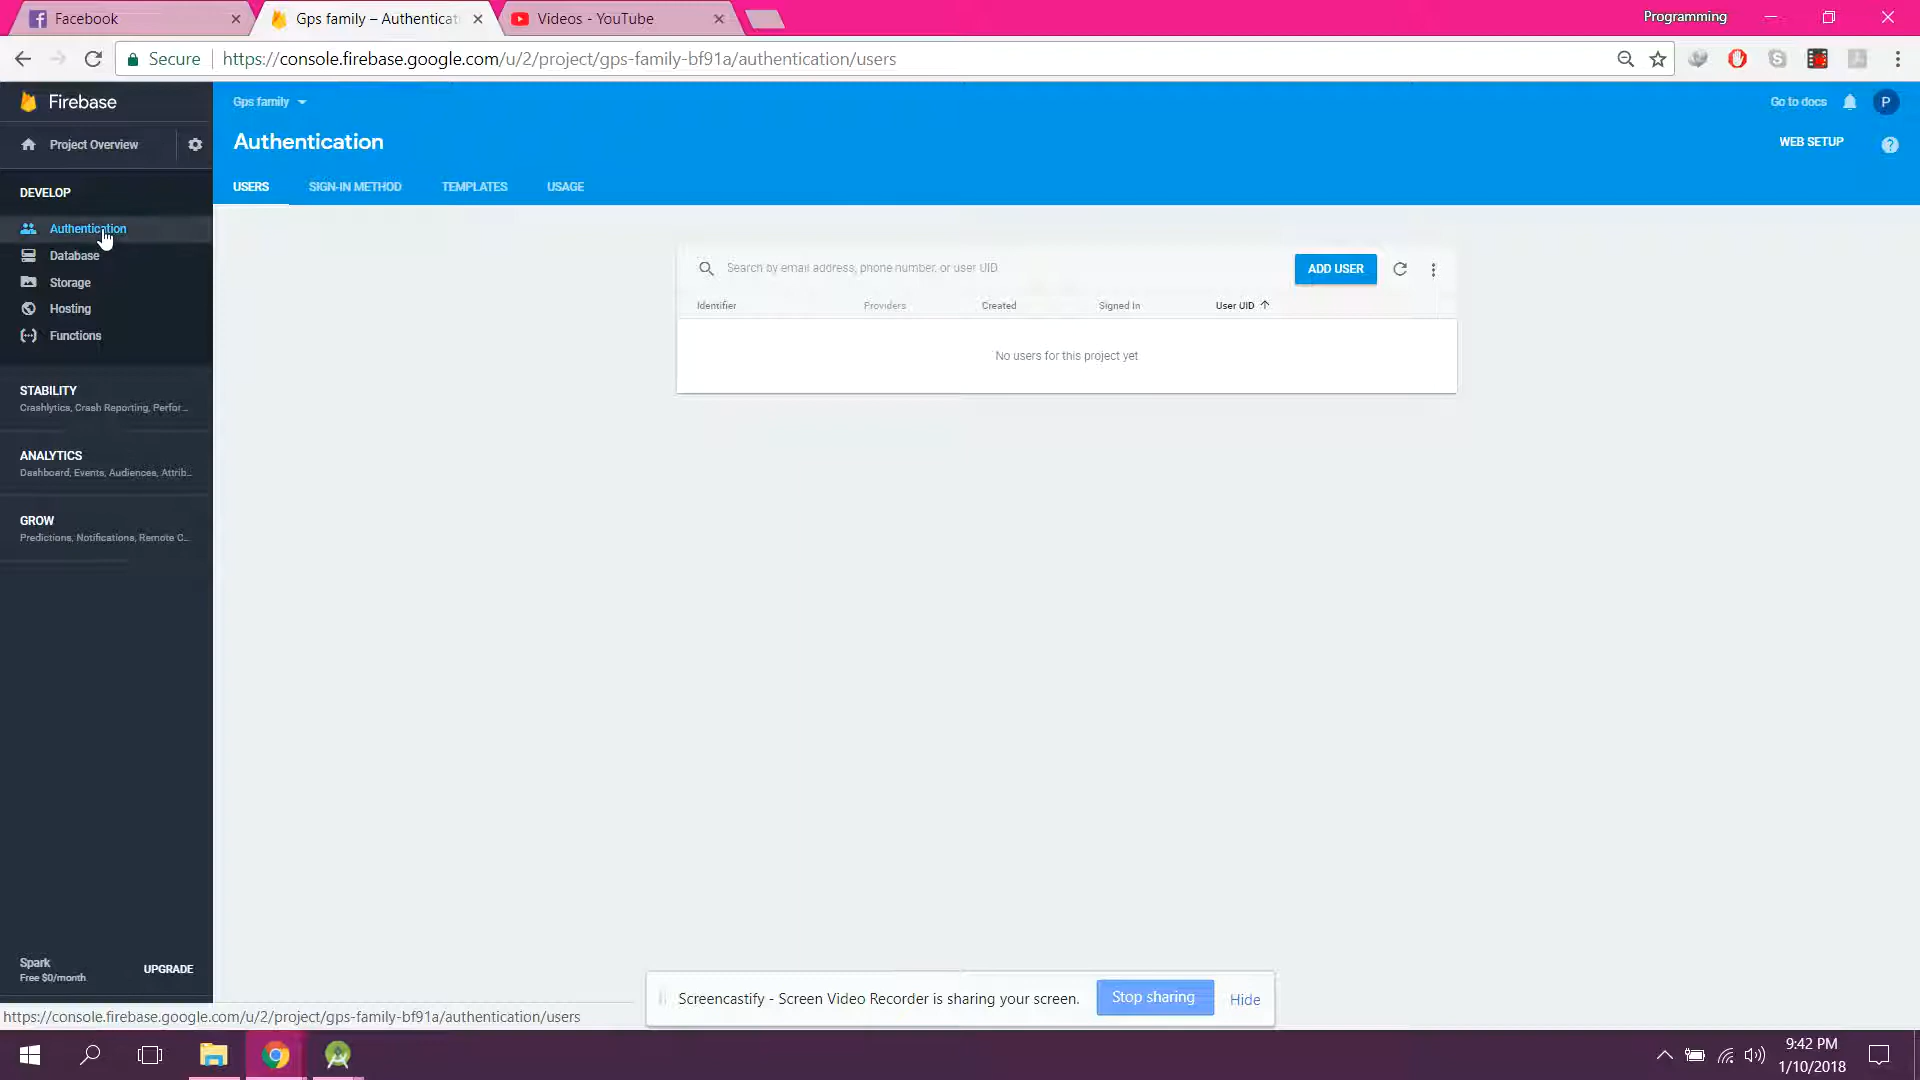 Facebook
Gps family – Authenticat
Videos - YouTube
Programming
Secure
https://console.firebase.google.com/u/2/project/gps-family-bf91a/authentication/users
Firebase
Gps family
Go to docs
P
Project Overview
Authentication
WEB SETUP
?
USERS
SIGN-IN METHOD
TEMPLATES
USAGE
DEVELOP
Authentication
Database
Storage
Hosting
Functions
Search by email address, phone number, or user UID
ADD USER
Identifier
Providers
Created
Signed In
User UID
No users for this project yet
STABILITY
Crashlytics, Crash Reporting, Perfor...
ANALYTICS
Dashboard, Events, Audiences, Attrib...
GROW
Predictions, Notifications, Remote C...
Spark
Free $0/month
UPGRADE
Screencastify - Screen Video Recorder is sharing your screen.
Stop sharing
Hide
https://console.firebase.google.com/u/2/project/gps-family-bf91a/authentication/users
9:42 PM
1/10/2018